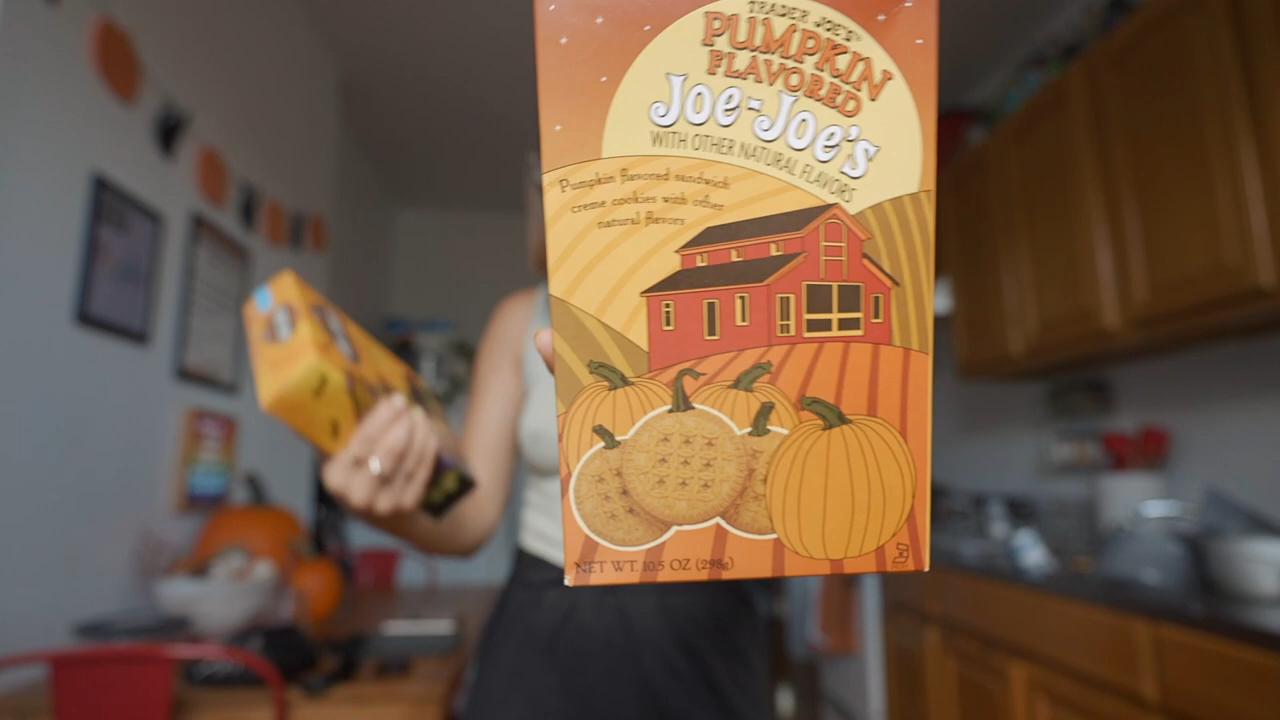 TRADER JOE'S
PUMPKIN
FLAVORED
Joe-Joe's
WITH OTHER NATURAL FLAVORS
Pumpkin flavored sandwich
creme cookies with other
natural flavors
NET WT. 10.5 OZ (298g)